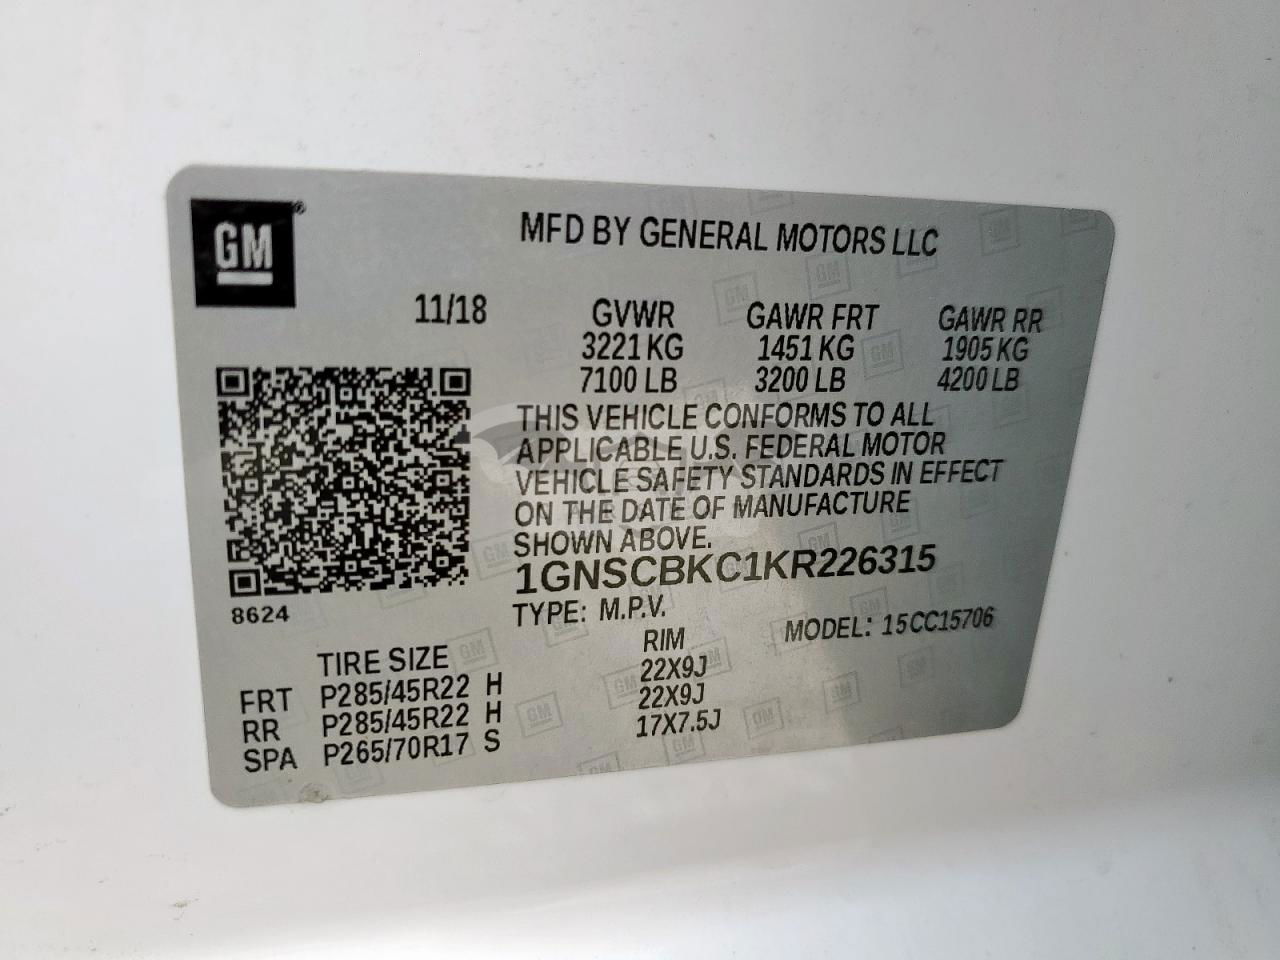 GM®
MFD BY GENERAL MOTORS LLC
11/18 GVWR GAWR FRT GAWR RR
3221 KG 1451 KG 1905 KG
7100 LB 3200 LB 4200 LB
THIS VEHICLE CONFORMS TO ALL
APPLICABLE U.S. FEDERAL MOTOR
VEHICLE SAFETY STANDARDS IN EFFECT
ON THE DATE OF MANUFACTURE
SHOWN ABOVE.
1GNSCBKC1KR226315
8624
TYPE: M.P.V. MODEL: 15CC15706
TIRE SIZE RIM
FRT P285/45R22 H 22X9J
RR P285/45R22 H 22X9J
SPA P265/70R17 S 17X7.5J